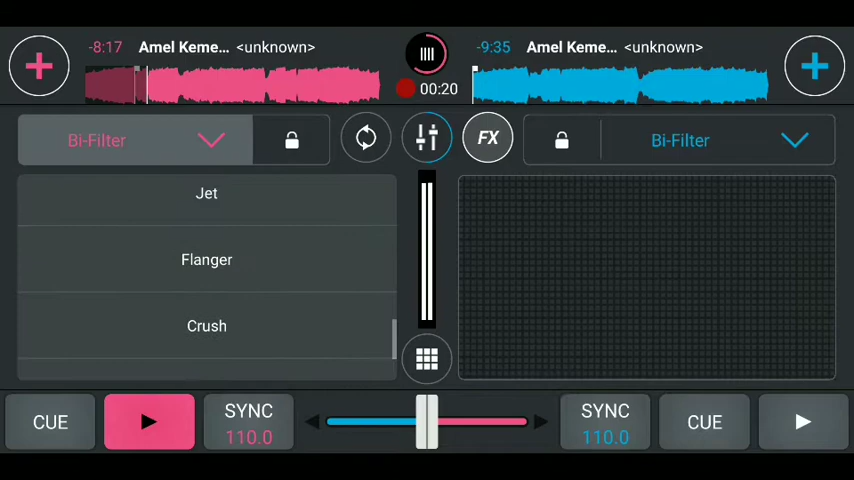 -8:17 Amel Keme... <unknown>
-9:35 Amel Keme... <unknown>
00:20
Bi-Filter
FX
Bi-Filter
Jet
Flanger
Crush
CUE
SYNC
110.0
SYNC
110.0
CUE